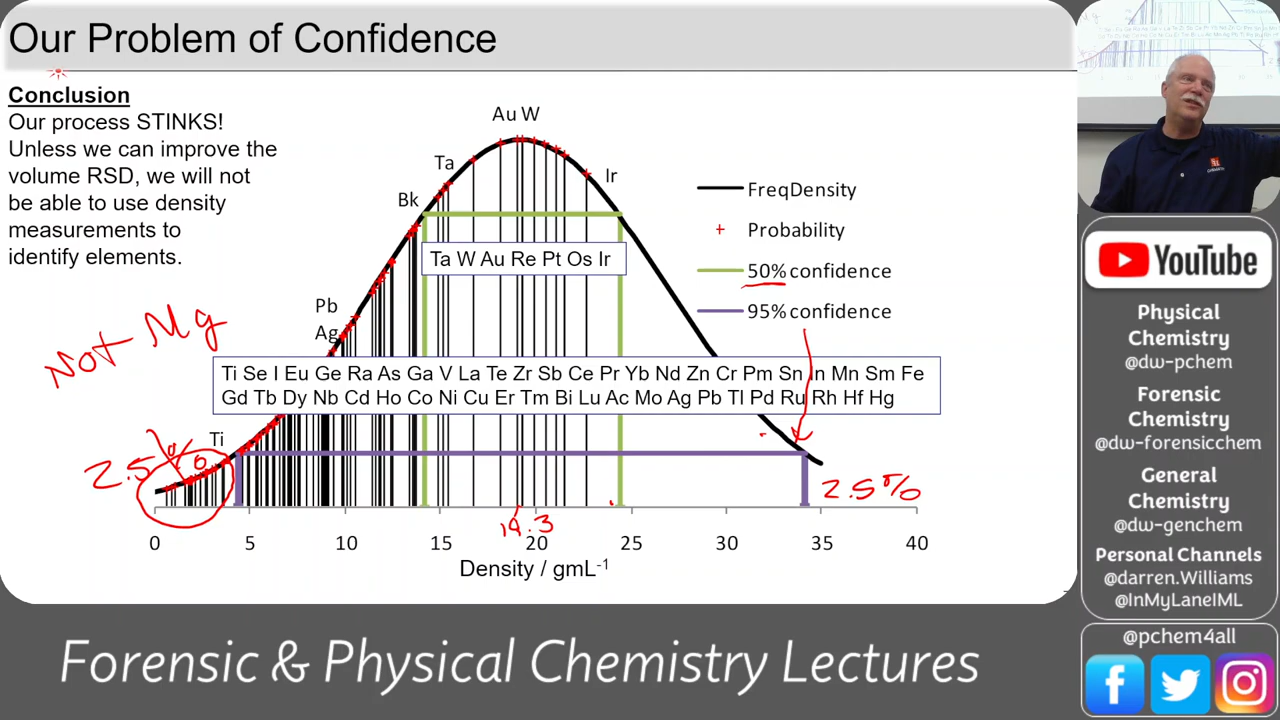 Our Problem of Confidence
Conclusion
Our process STINKS!
Unless we can improve the
volume RSD, we will not
be able to use density
measurements to
identify elements.
Not Mg
Au W
Ta
Ir
Bk
Pb
Ag
Ti
FreqDensity
Probability
50% confidence
95% confidence
Ta W Au Re Pt Os Ir
Ti Se I Eu Ge Ra As Ga V La Te Zr Sb Ce Pr Yb Nd Zn Cr Pm Sn In Mn Sm Fe
Gd Tb Dy Nb Cd Ho Co Ni Cu Er Tm Bi Lu Ac Mo Ag Pb Tl Pd Ru Rh Hf Hg
2.5%
2.5%
19.3
0 5 10 15 20 25 30 35 40
Density / gmL-1
YouTube
Physical
Chemistry
@dw-pchem
Forensic
Chemistry
@dw-forensicchem
General
Chemistry
@dw-genchem
Personal Channels
@darren.Williams
@InMyLaneIML
@pchem4all
Forensic & Physical Chemistry Lectures